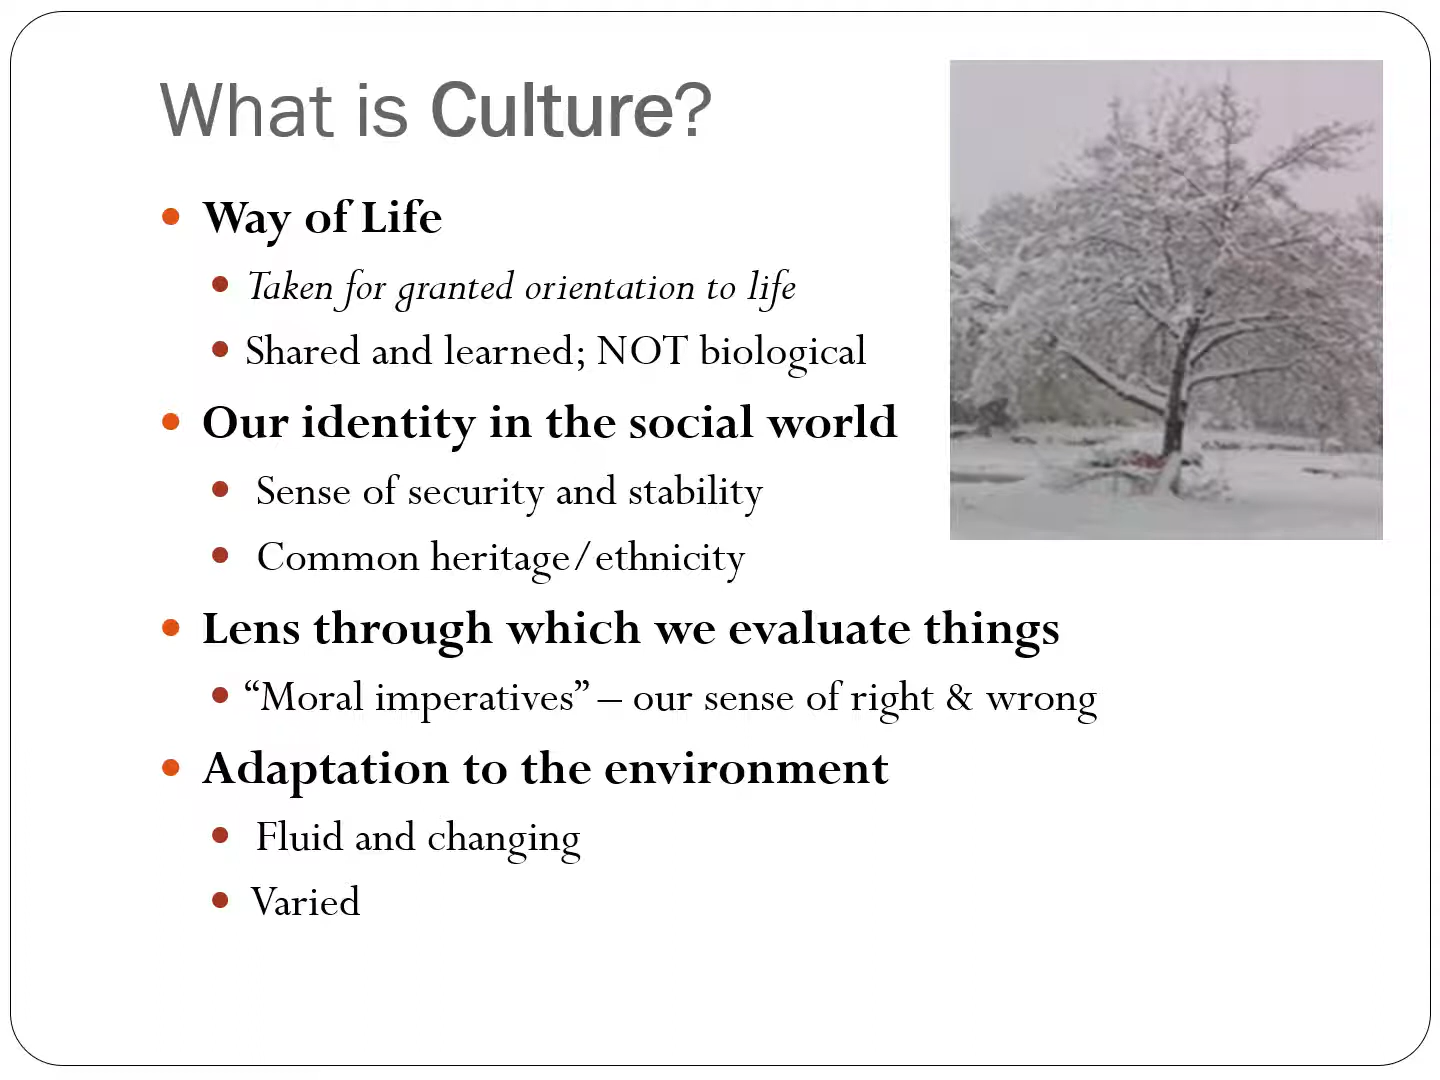 What is Culture?
Way of Life
Taken for granted orientation to life
Shared and learned; NOT biological
Our identity in the social world
Sense of security and stability
Common heritage/ethnicity
Lens through which we evaluate things
“Moral imperatives” – our sense of right & wrong
Adaptation to the environment
Fluid and changing
Varied